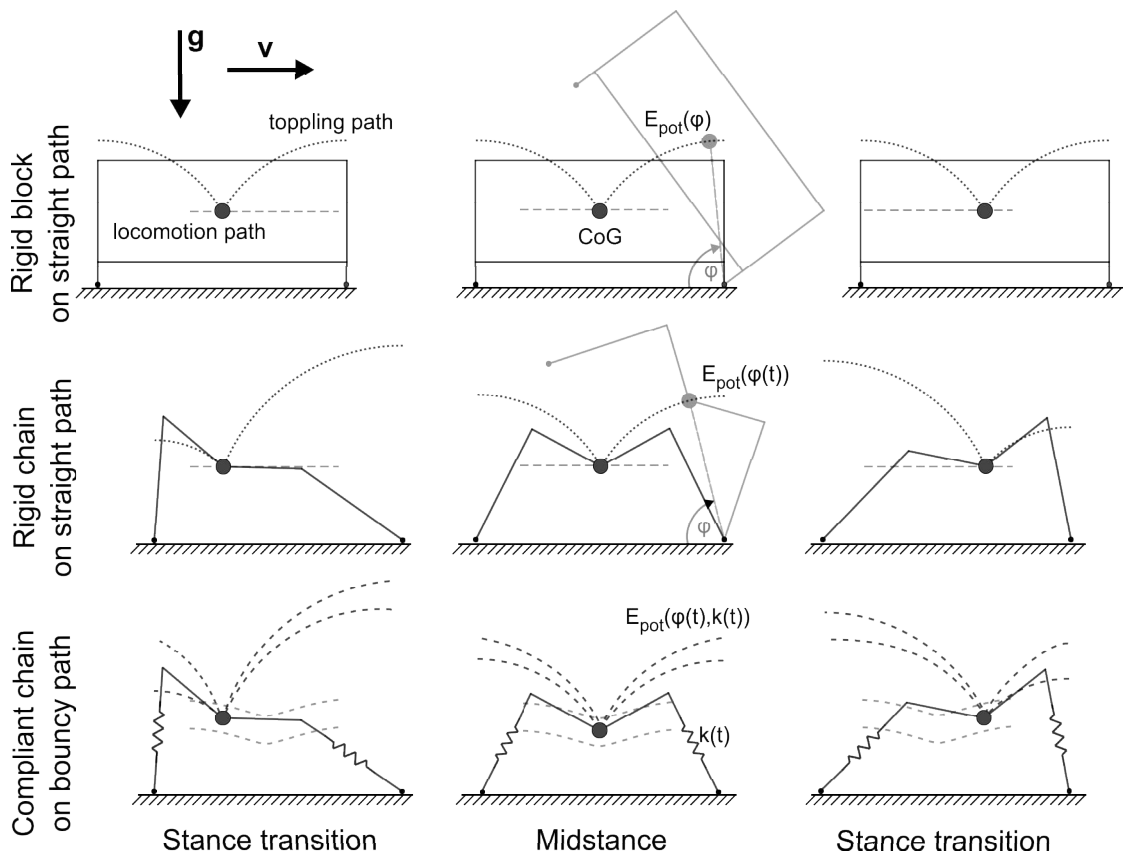 g
v
toppling path
locomotion path
E_pot(φ)
CoG
φ
Rigid block
on straight path
E_pot(φ(t))
φ
Rigid chain
on straight path
E_pot(φ(t),k(t))
k(t)
Compliant chain
on bouncy path
Stance transition
Midstance
Stance transition